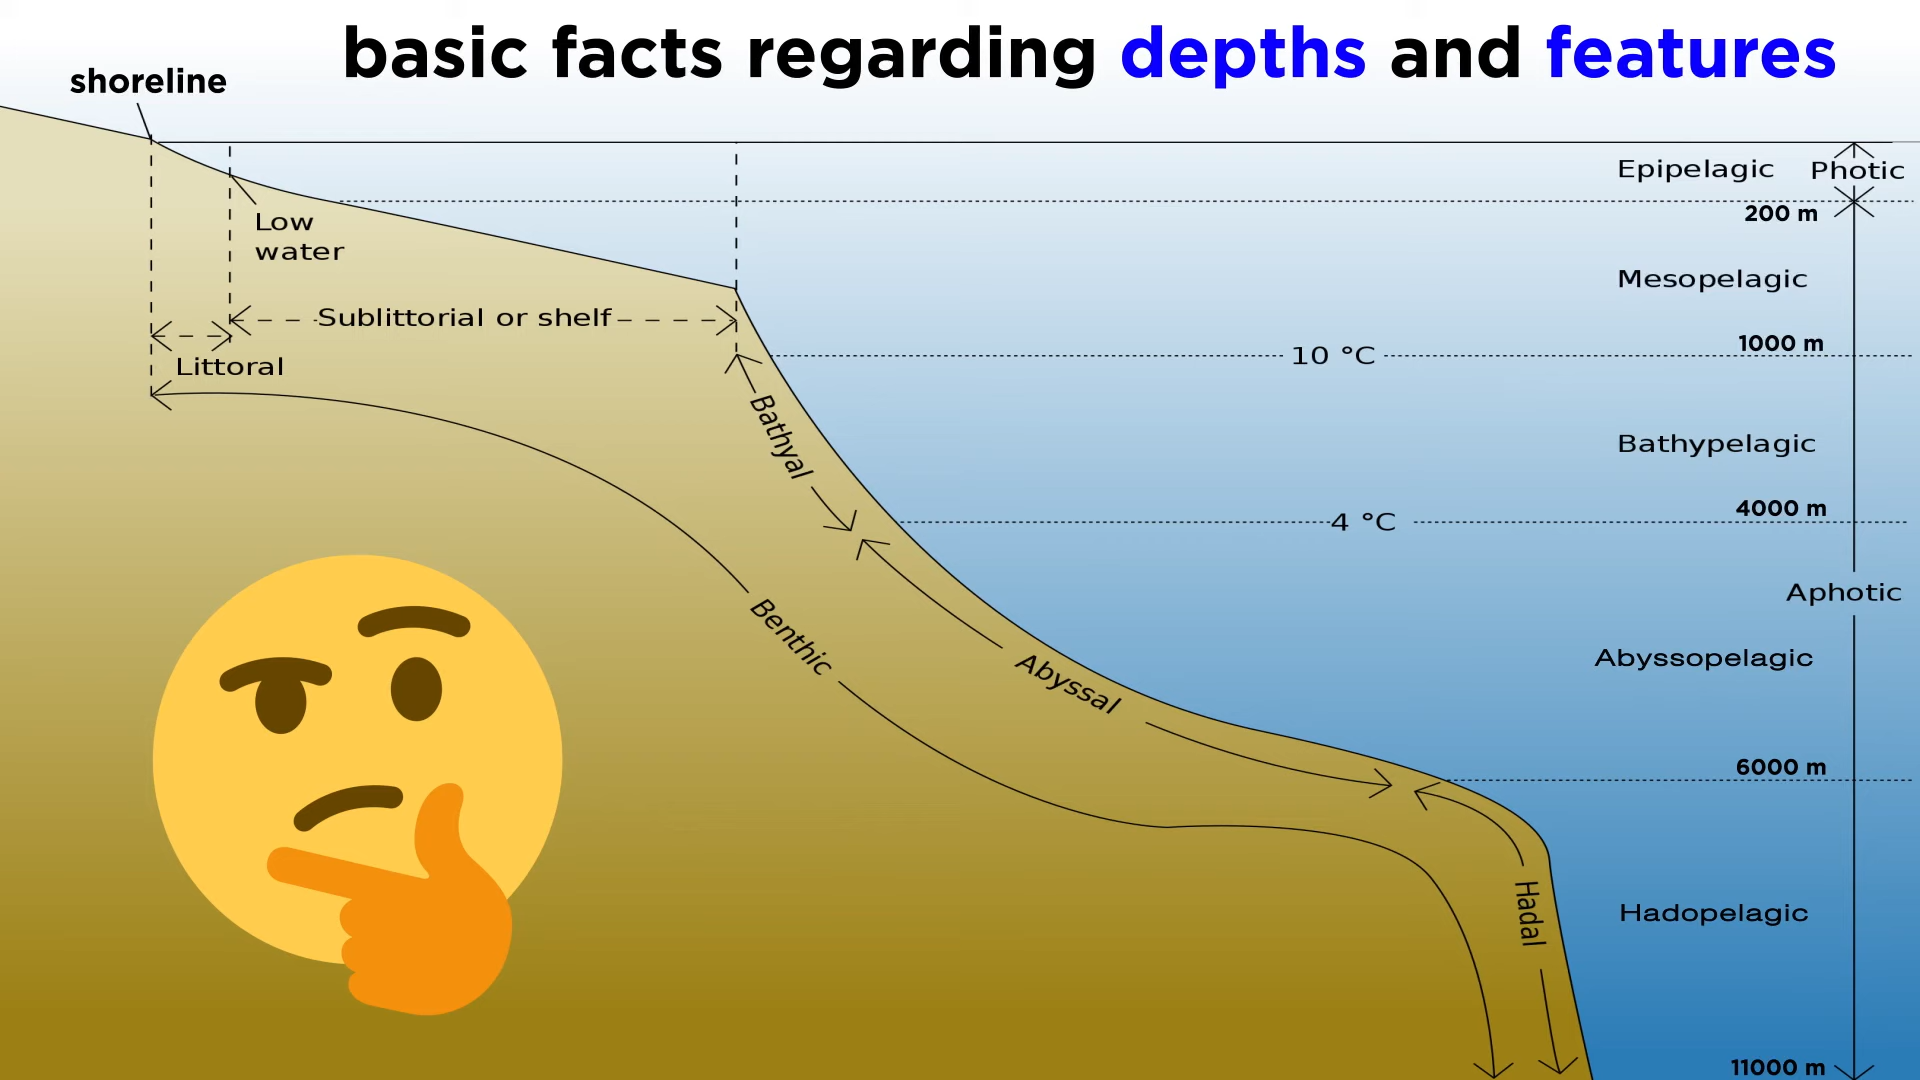 basic facts regarding depths and features
shoreline
Epipelagic
Photic
200 m
Low
water
Mesopelagic
Sublittorial or shelf
1000 m
10 °C
Littoral
Bathyal
Bathypelagic
4000 m
4 °C
Aphotic
Benthic
Abyssal
Abyssopelagic
6000 m
Hadal
Hadopelagic
11000 m